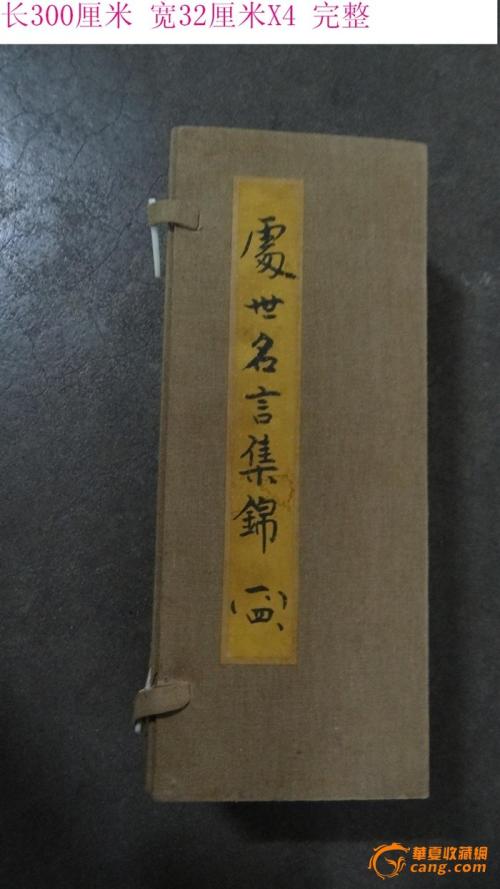 长300厘米 宽32厘米X4 完整
處世名言集錦（一、四）
華夏收藏網
cang.com